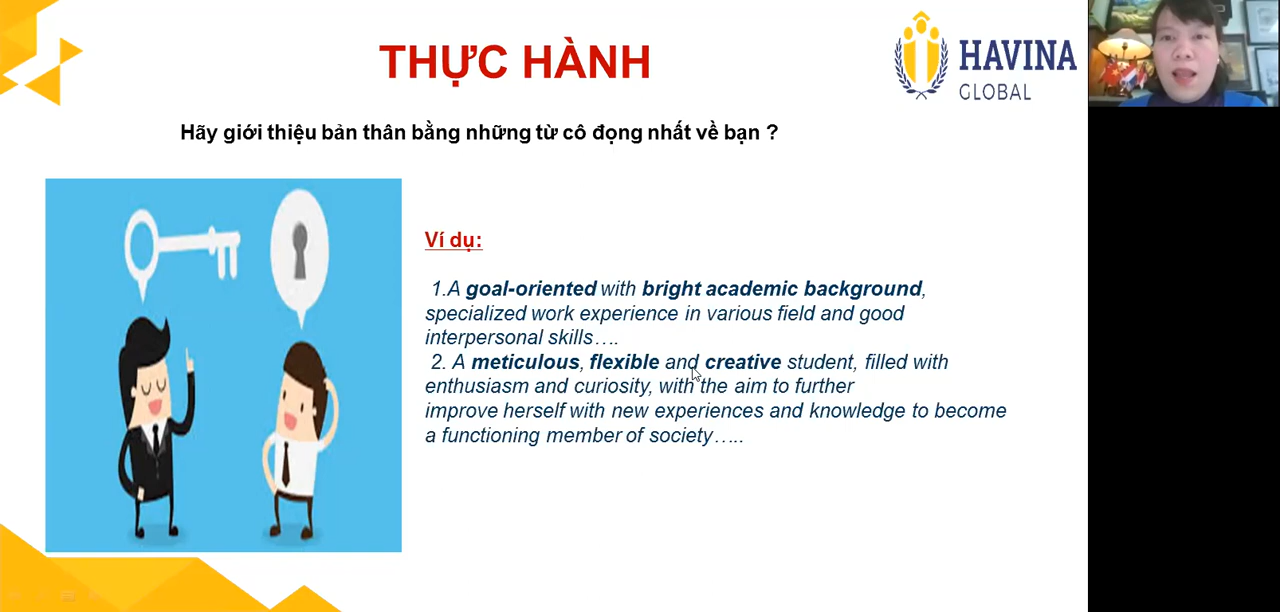 THỰC HÀNH
HAVINA
GLOBAL
Hãy giới thiệu bản thân bằng những từ cô đọng nhất về bạn ?
Ví dụ:
1.A goal-oriented with bright academic background,
specialized work experience in various field and good
interpersonal skills….
2. A meticulous, flexible and creative student, filled with
enthusiasm and curiosity, with the aim to further
improve herself with new experiences and knowledge to become
a functioning member of society…..